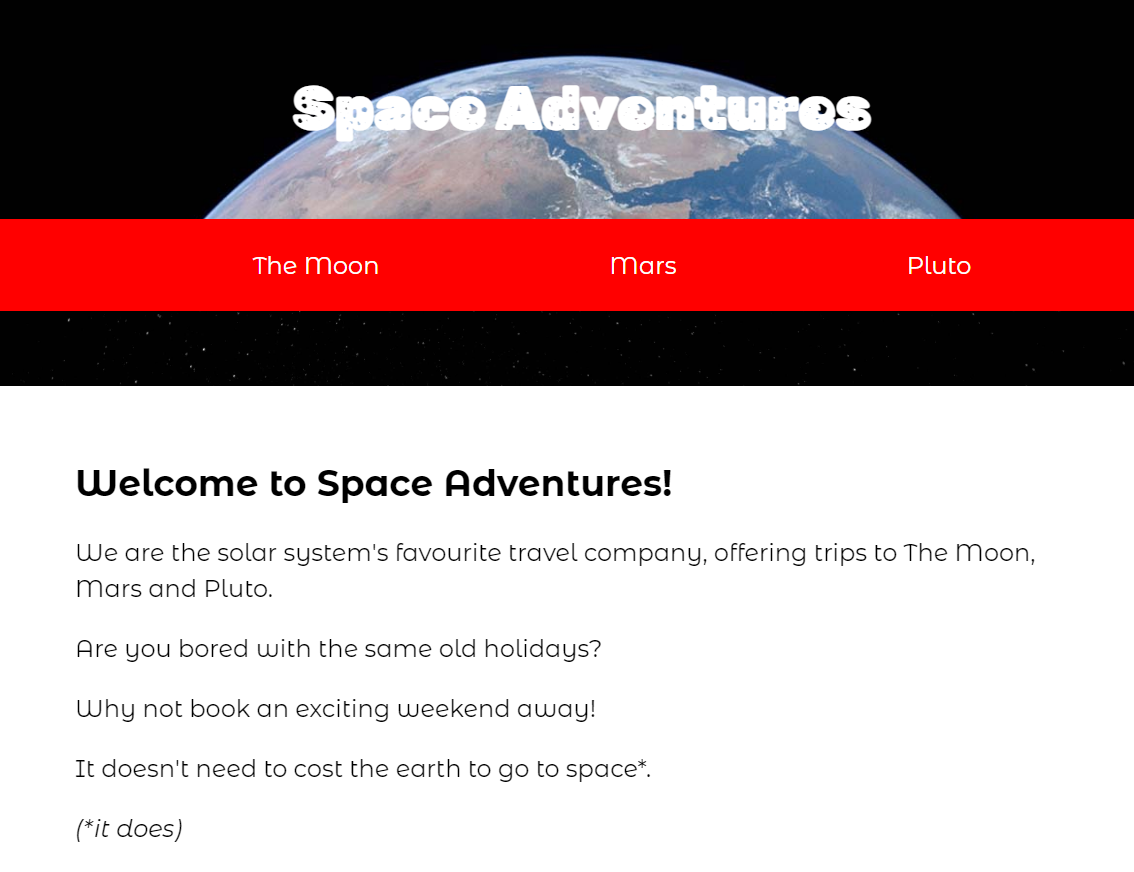 Space Adventures
The Moon Mars Pluto
Welcome to Space Adventures!
We are the solar system's favourite travel company, offering trips to The Moon,
Mars and Pluto.
Are you bored with the same old holidays?
Why not book an exciting weekend away!
It doesn't need to cost the earth to go to space*.
(*it does)